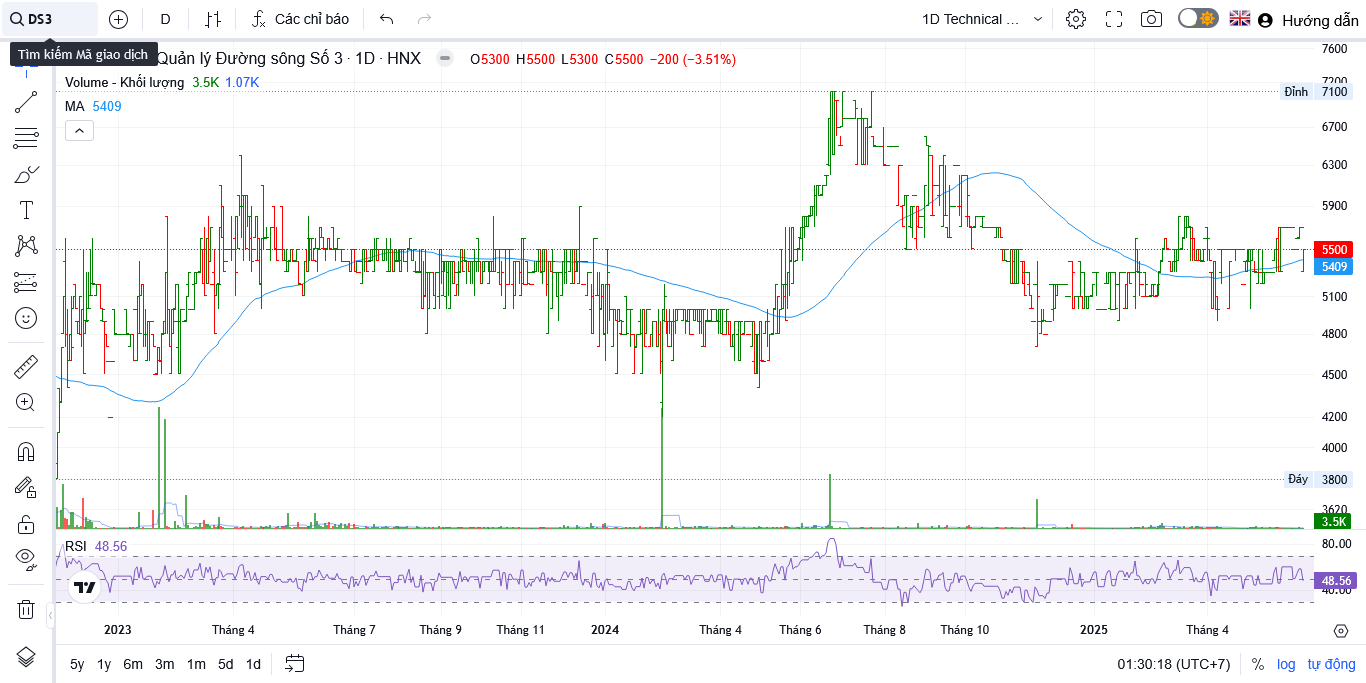 DS3 D Các chỉ báo 1D Technical ... Hướng dẫn
Tìm kiếm Mã giao dịch
Quản lý Đường sông Số 3 · 1D · HNX O5300 H5500 L5300 C5500 −200 (−3.51%)
Volume - Khối lượng 3.5K 1.07K
MA 5409
7600
7200
Đỉnh 7100
6700
6300
5900
5500
5409
5100
4800
4500
4200
4000
Đáy 3800
3620
3.5K
RSI 48.56
80.00
48.56
40.00
2023 Tháng 4 Tháng 7 Tháng 9 Tháng 11 2024 Tháng 4 Tháng 6 Tháng 8 Tháng 10 2025 Tháng 4
5y 1y 6m 3m 1m 5d 1d 01:30:18 (UTC+7) % log tự động